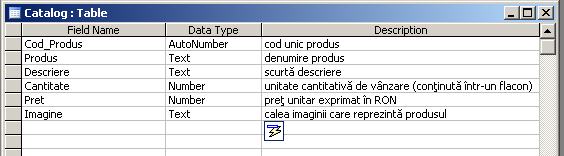 Catalog : Table
Field Name Data Type Description
Cod_Produs AutoNumber cod unic produs
Produs Text denumire produs
Descriere Text scurtă descriere
Cantitate Number unitate cantitativă de vânzare (conţinută într-un flacon)
Pret Number preţ unitar exprimat în RON
Imagine Text calea imaginii care reprezintă produsul